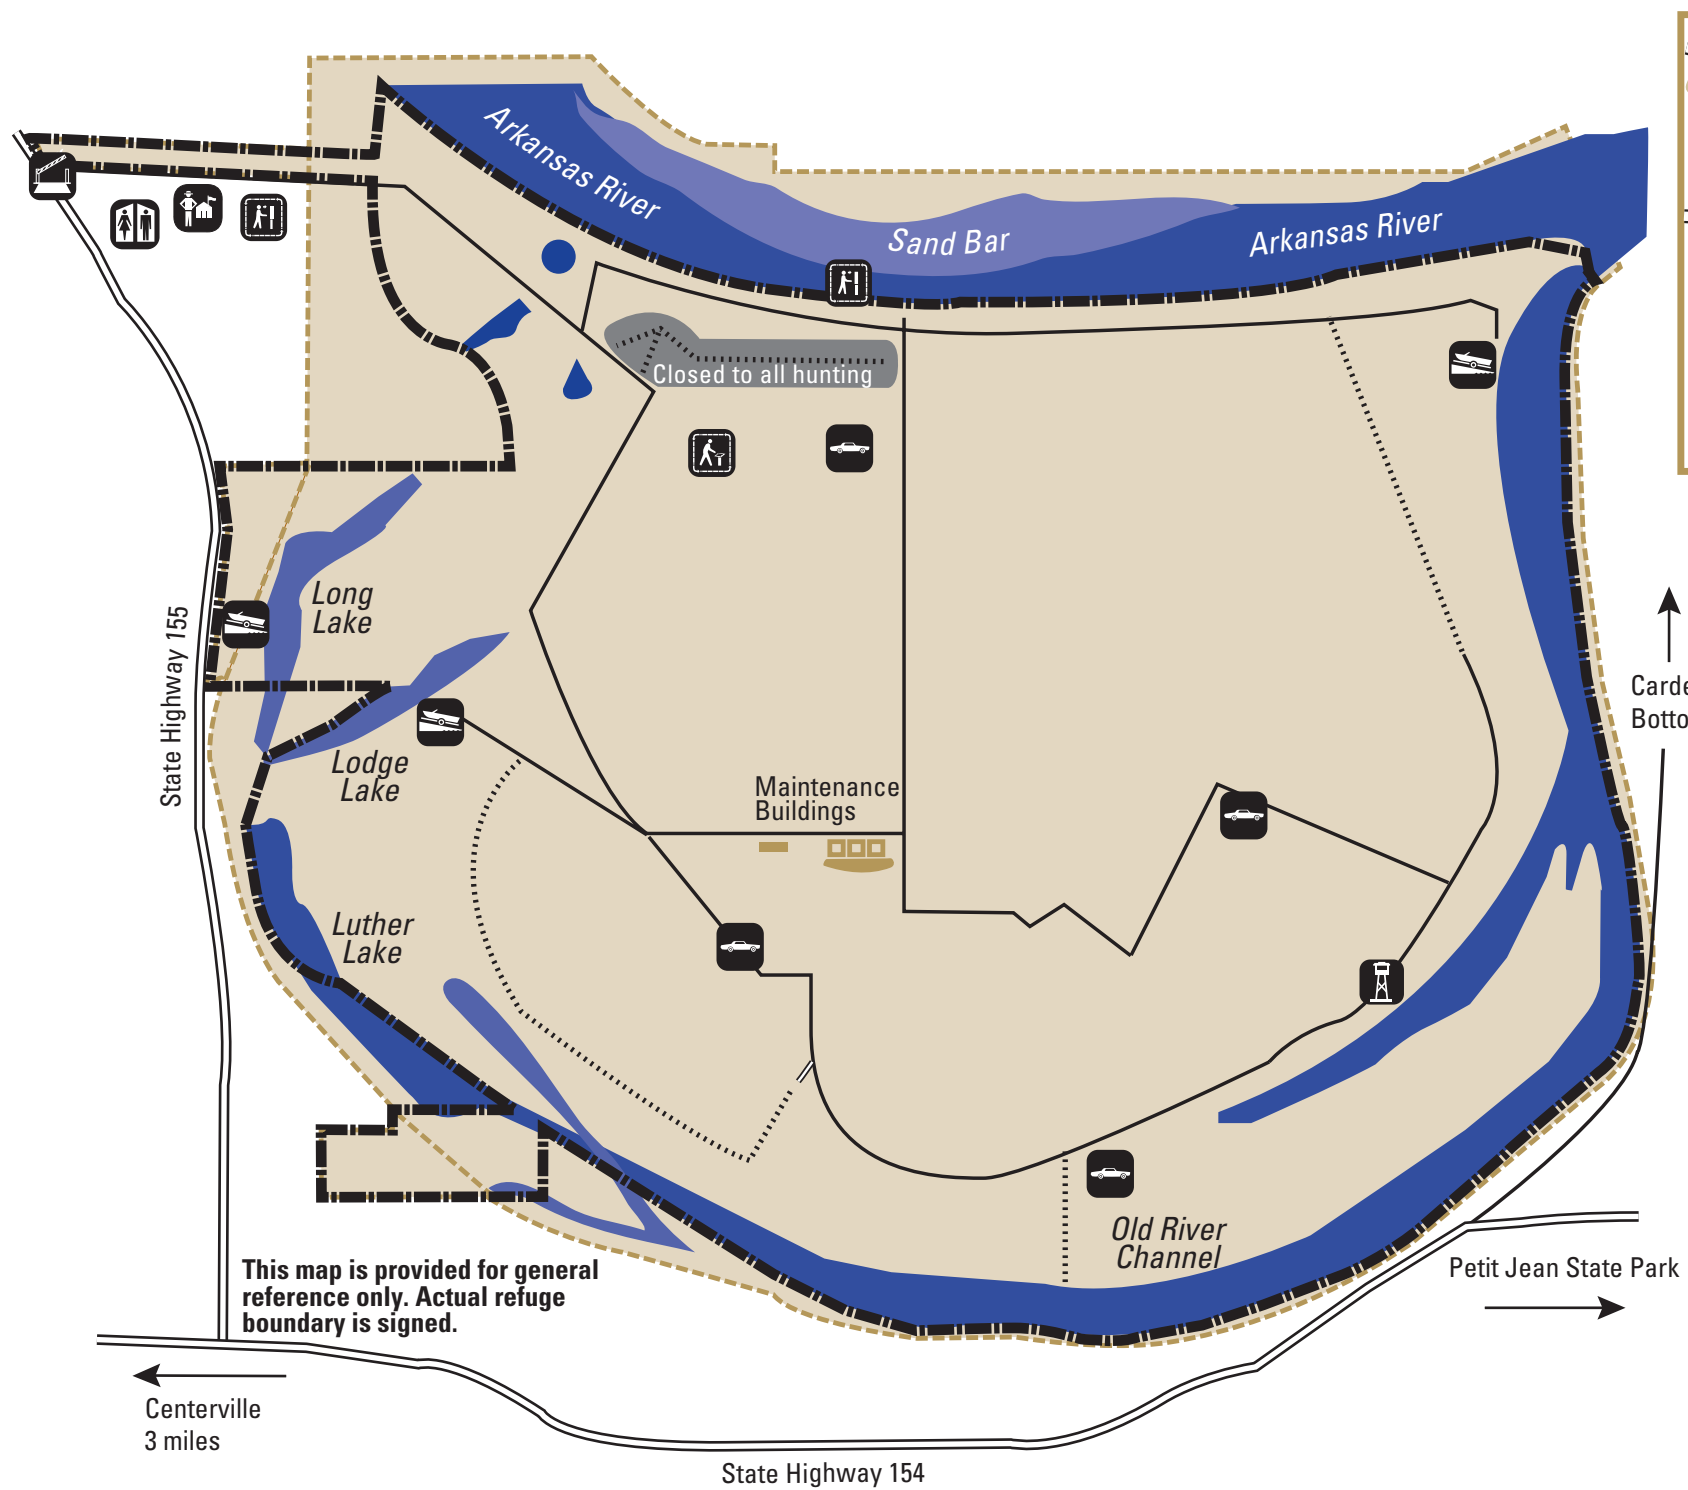 Arkansas River
Sand Bar
Arkansas River
Closed to all hunting
Long
Lake
State Highway 155
Lodge
Lake
Maintenance
Buildings
Luther
Lake
Old River
Channel
This map is provided for general
reference only. Actual refuge
boundary is signed.
Petit Jean State Park
Centerville
3 miles
State Highway 154